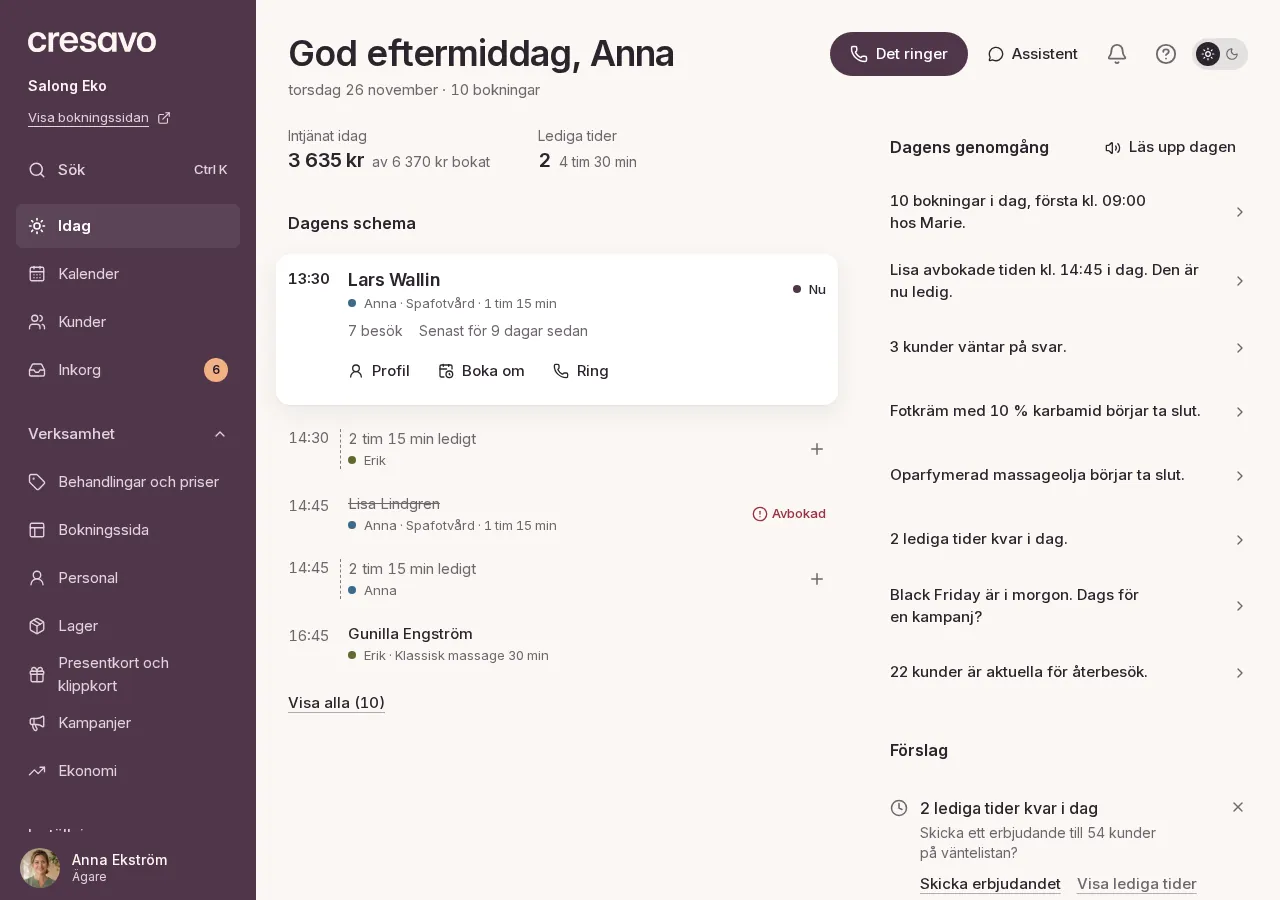 cresavo
Salong Eko
Visa bokningssidan
Sök Ctrl K
Idag
Kalender
Kunder
Inkorg 6
Verksamhet
Behandlingar och priser
Bokningssida
Personal
Lager
Presentkort och
klippkort
Kampanjer
Ekonomi
Anna Ekström
Ägare
God eftermiddag, Anna
torsdag 26 november · 10 bokningar
Det ringer
Assistent
Intjänat idag
3 635 kr av 6 370 kr bokat
Lediga tider
2 4 tim 30 min
Dagens schema
13:30 Lars Wallin
Anna · Spafotvård · 1 tim 15 min
Nu
7 besök Senast för 9 dagar sedan
Profil Boka om Ring
14:30 2 tim 15 min ledigt
Erik
14:45 Lisa Lindgren
Anna · Spafotvård · 1 tim 15 min
Avbokad
14:45 2 tim 15 min ledigt
Anna
16:45 Gunilla Engström
Erik · Klassisk massage 30 min
Visa alla (10)
Dagens genomgång Läs upp dagen
10 bokningar i dag, första kl. 09:00
hos Marie.
Lisa avbokade tiden kl. 14:45 i dag. Den är
nu ledig.
3 kunder väntar på svar.
Fotkräm med 10 % karbamid börjar ta slut.
Oparfymerad massageolja börjar ta slut.
2 lediga tider kvar i dag.
Black Friday är i morgon. Dags för
en kampanj?
22 kunder är aktuella för återbesök.
Förslag
2 lediga tider kvar i dag
Skicka ett erbjudande till 54 kunder
på väntelistan?
Skicka erbjudandet Visa lediga tider